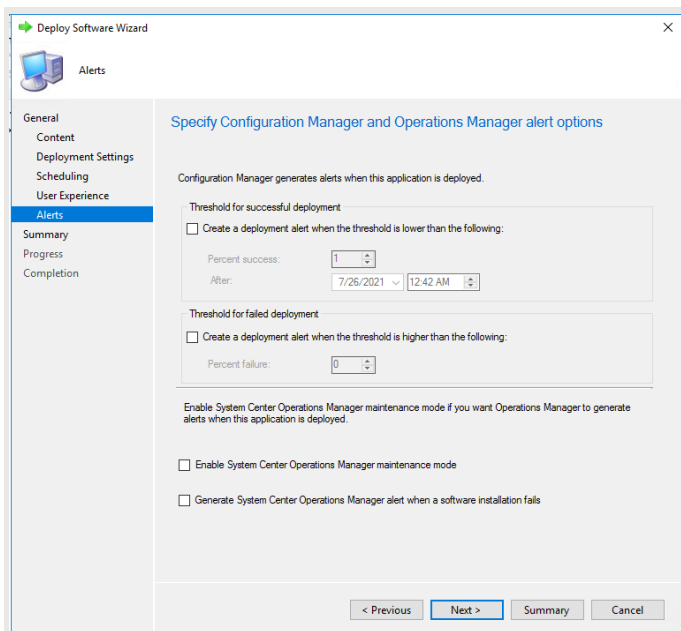 Deploy Software Wizard
Alerts
General
Content
Deployment Settings
Scheduling
User Experience
Alerts
Summary
Progress
Completion
Specify Configuration Manager and Operations Manager alert options
Configuration Manager generates alerts when this application is deployed.
Threshold for successful deployment
Create a deployment alert when the threshold is lower than the following:
Percent success: 1
After: 7/26/2021 12:42 AM
Threshold for failed deployment
Create a deployment alert when the threshold is higher than the following:
Percent failure: 0
Enable System Center Operations Manager maintenance mode if you want Operations Manager to generate
alerts when this application is deployed.
Enable System Center Operations Manager maintenance mode
Generate System Center Operations Manager alert when a software installation fails
< Previous Next > Summary Cancel